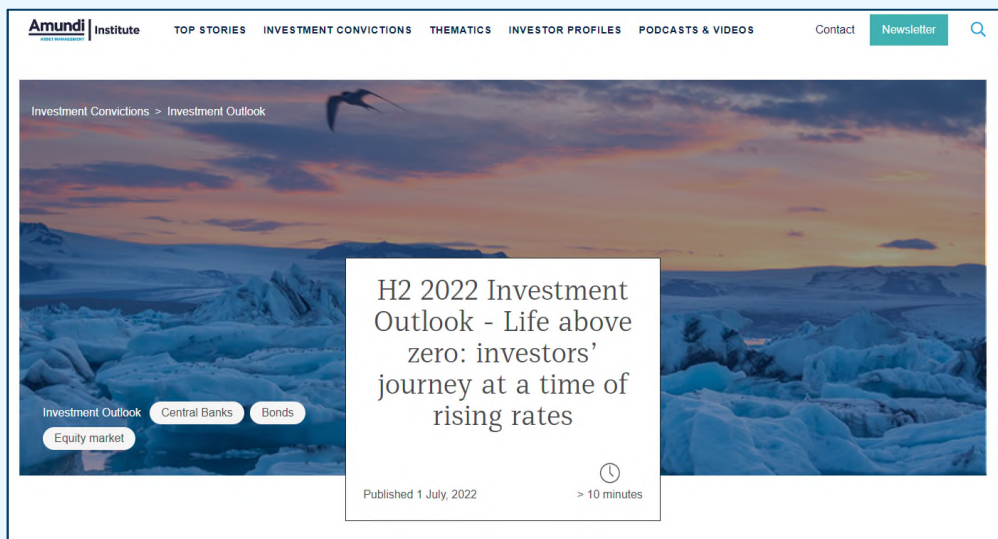 Amundi Institute
ASSET MANAGEMENT
TOP STORIES INVESTMENT CONVICTIONS THEMATICS INVESTOR PROFILES PODCASTS & VIDEOS Contact Newsletter
Investment Convictions > Investment Outlook
H2 2022 Investment
Outlook - Life above
zero: investors’
journey at a time of
rising rates
Investment Outlook Central Banks Bonds
Equity market
Published 1 July, 2022 > 10 minutes